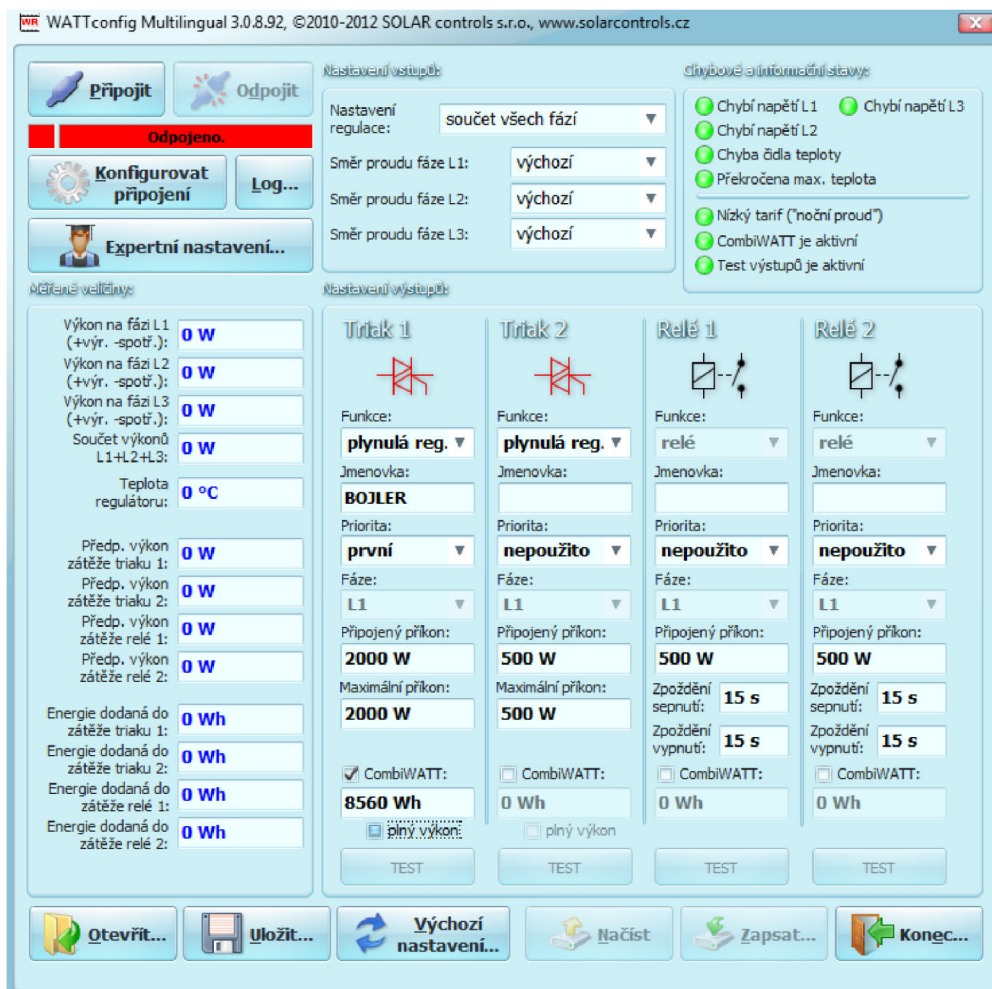 WATTconfig Multilingual 3.0.8.92, ©2010-2012 SOLAR controls s.r.o., www.solarcontrols.cz
Připojit
Odpojit
Odpojeno.
Konfigurovat
připojení
Log...
Expertní nastavení...
Nastavení vstupů:
Nastavení
regulace:
součet všech fází
Směr proudu fáze L1:
výchozí
Směr proudu fáze L2:
výchozí
Směr proudu fáze L3:
výchozí
Chybové a informační stavy:
Chybí napětí L1
Chybí napětí L3
Chybí napětí L2
Chyba čidla teploty
Překročena max. teplota
Nízký tarif ("noční proud")
CombiWATT je aktivní
Test výstupů je aktivní
Měřené veličiny:
Výkon na fázi L1
(+výr. -spotř.):
0 W
Výkon na fázi L2
(+výr. -spotř.):
0 W
Výkon na fázi L3
(+výr. -spotř.):
0 W
Součet výkonů
L1+L2+L3:
0 W
Teplota
regulátoru:
0 °C
Předp. výkon
zátěže triaku 1:
0 W
Předp. výkon
zátěže triaku 2:
0 W
Předp. výkon
zátěže relé 1:
0 W
Předp. výkon
zátěže relé 2:
0 W
Energie dodaná do
zátěže triaku 1:
0 Wh
Energie dodaná do
zátěže triaku 2:
0 Wh
Energie dodaná do
zátěže relé 1:
0 Wh
Energie dodaná do
zátěže relé 2:
0 Wh
Nastavení výstupů:
Triak 1
Funkce:
plynulá reg.
Jmenovka:
BOJLER
Priorita:
první
Fáze:
L1
Připojený příkon:
2000 W
Maximální příkon:
2000 W
CombiWATT:
8560 Wh
plný výkon
TEST
Triak 2
Funkce:
plynulá reg.
Jmenovka:
Priorita:
nepoužito
Fáze:
L1
Připojený příkon:
500 W
Maximální příkon:
500 W
CombiWATT:
0 Wh
plný výkon
TEST
Relé 1
Funkce:
relé
Jmenovka:
Priorita:
nepoužito
Fáze:
L1
Připojený příkon:
500 W
Zpoždění
sepnutí:
15 s
Zpoždění
vypnutí:
15 s
CombiWATT:
0 Wh
TEST
Relé 2
Funkce:
relé
Jmenovka:
Priorita:
nepoužito
Fáze:
L1
Připojený příkon:
500 W
Zpoždění
sepnutí:
15 s
Zpoždění
vypnutí:
15 s
CombiWATT:
0 Wh
TEST
Otevřít...
Uložit...
Výchozí
nastavení...
Načíst
Zapsat...
Konec...